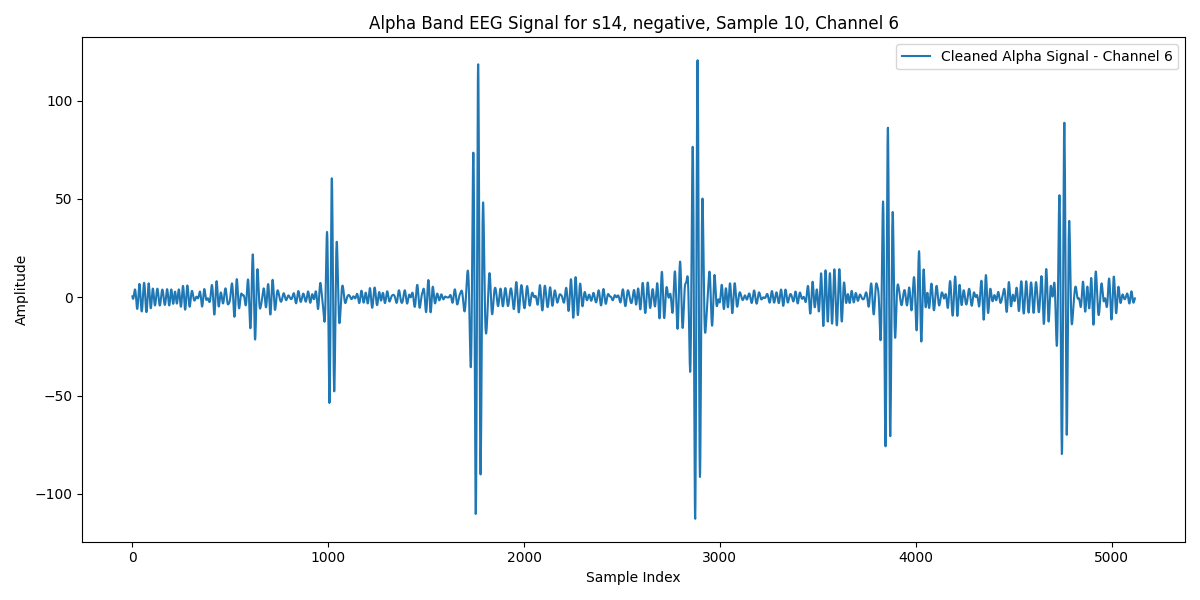 Alpha Band EEG Signal for s14, negative, Sample 10, Channel 6
Cleaned Alpha Signal - Channel 6
Amplitude
100
50
0
−50
−100
0 1000 2000 3000 4000 5000
Sample Index